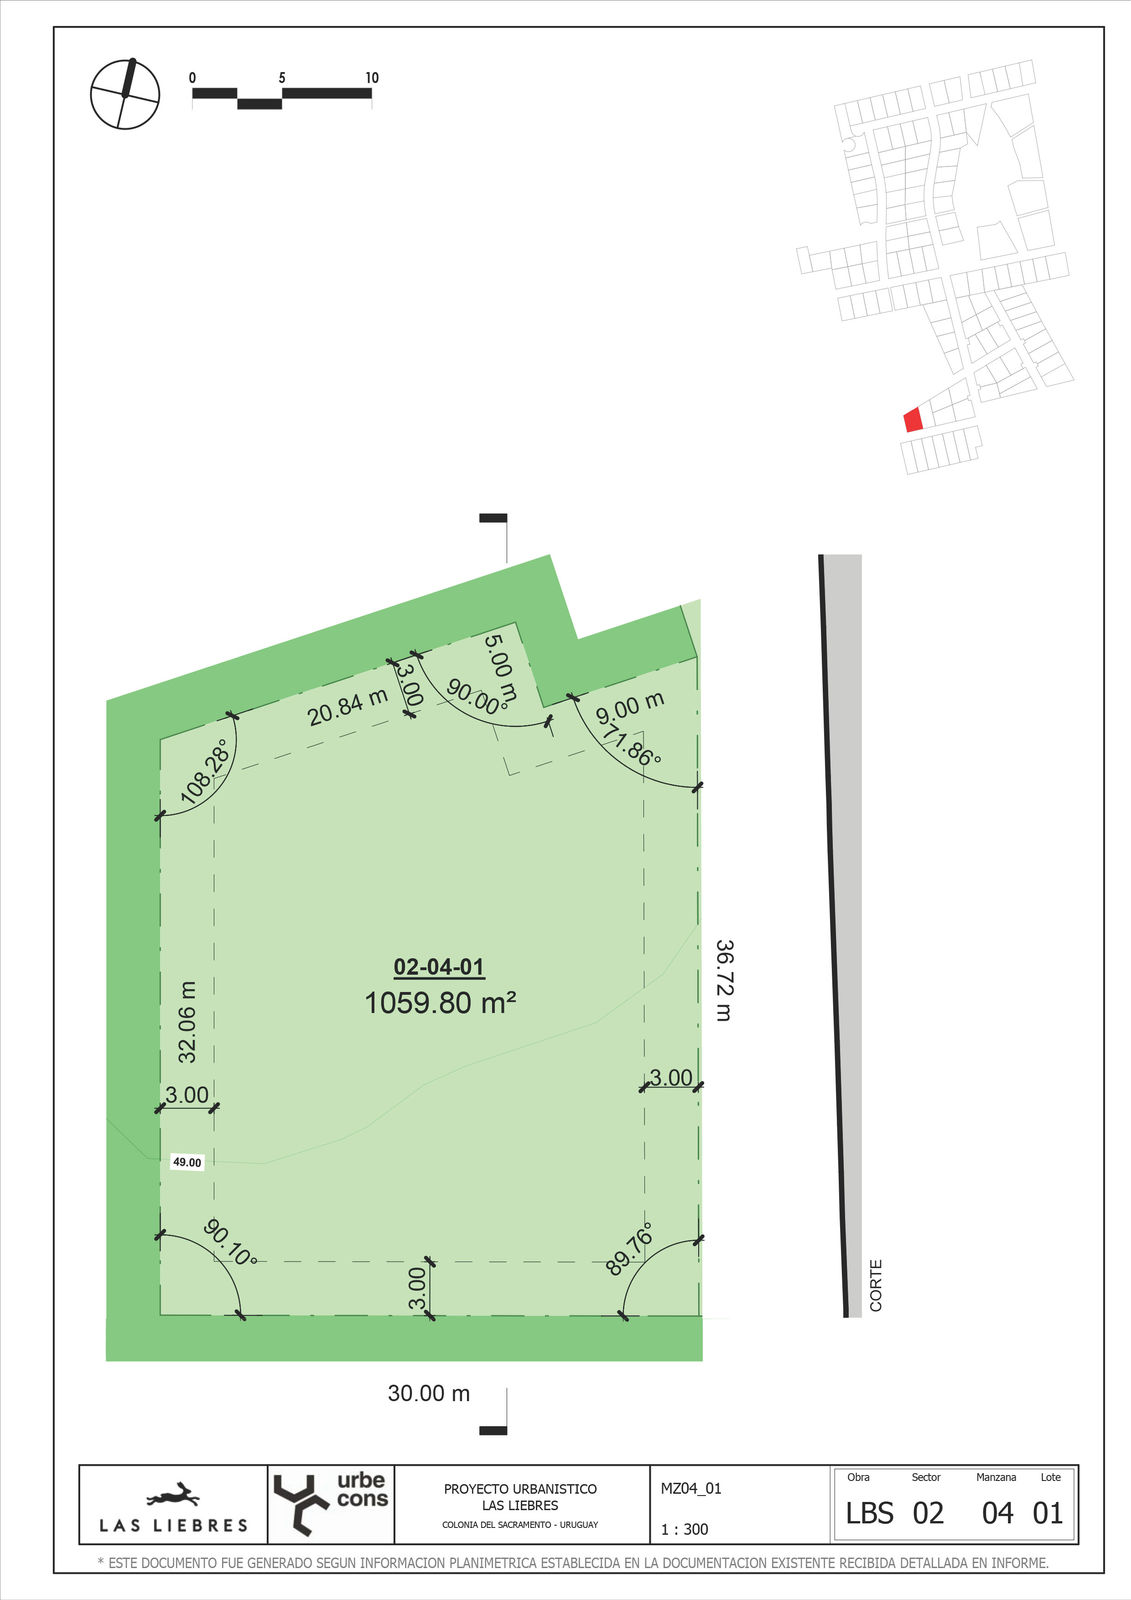 0 5 10
5.00 m
3.00
90.00°
20.84 m
9.00 m
71.86°
108.28°
02-04-01
1059.80 m²
36.72 m
32.06 m
3.00
3.00
49.00
90.10°
89.76°
3.00
CORTE
30.00 m
LAS LIEBRES
urbe
cons
PROYECTO URBANISTICO
LAS LIEBRES
COLONIA DEL SACRAMENTO - URUGUAY
MZ04_01
1 : 300
Obra Sector Manzana Lote
LBS 02 04 01
* ESTE DOCUMENTO FUE GENERADO SEGUN INFORMACION PLANIMETRICA ESTABLECIDA EN LA DOCUMENTACION EXISTENTE RECIBIDA DETALLADA EN INFORME.